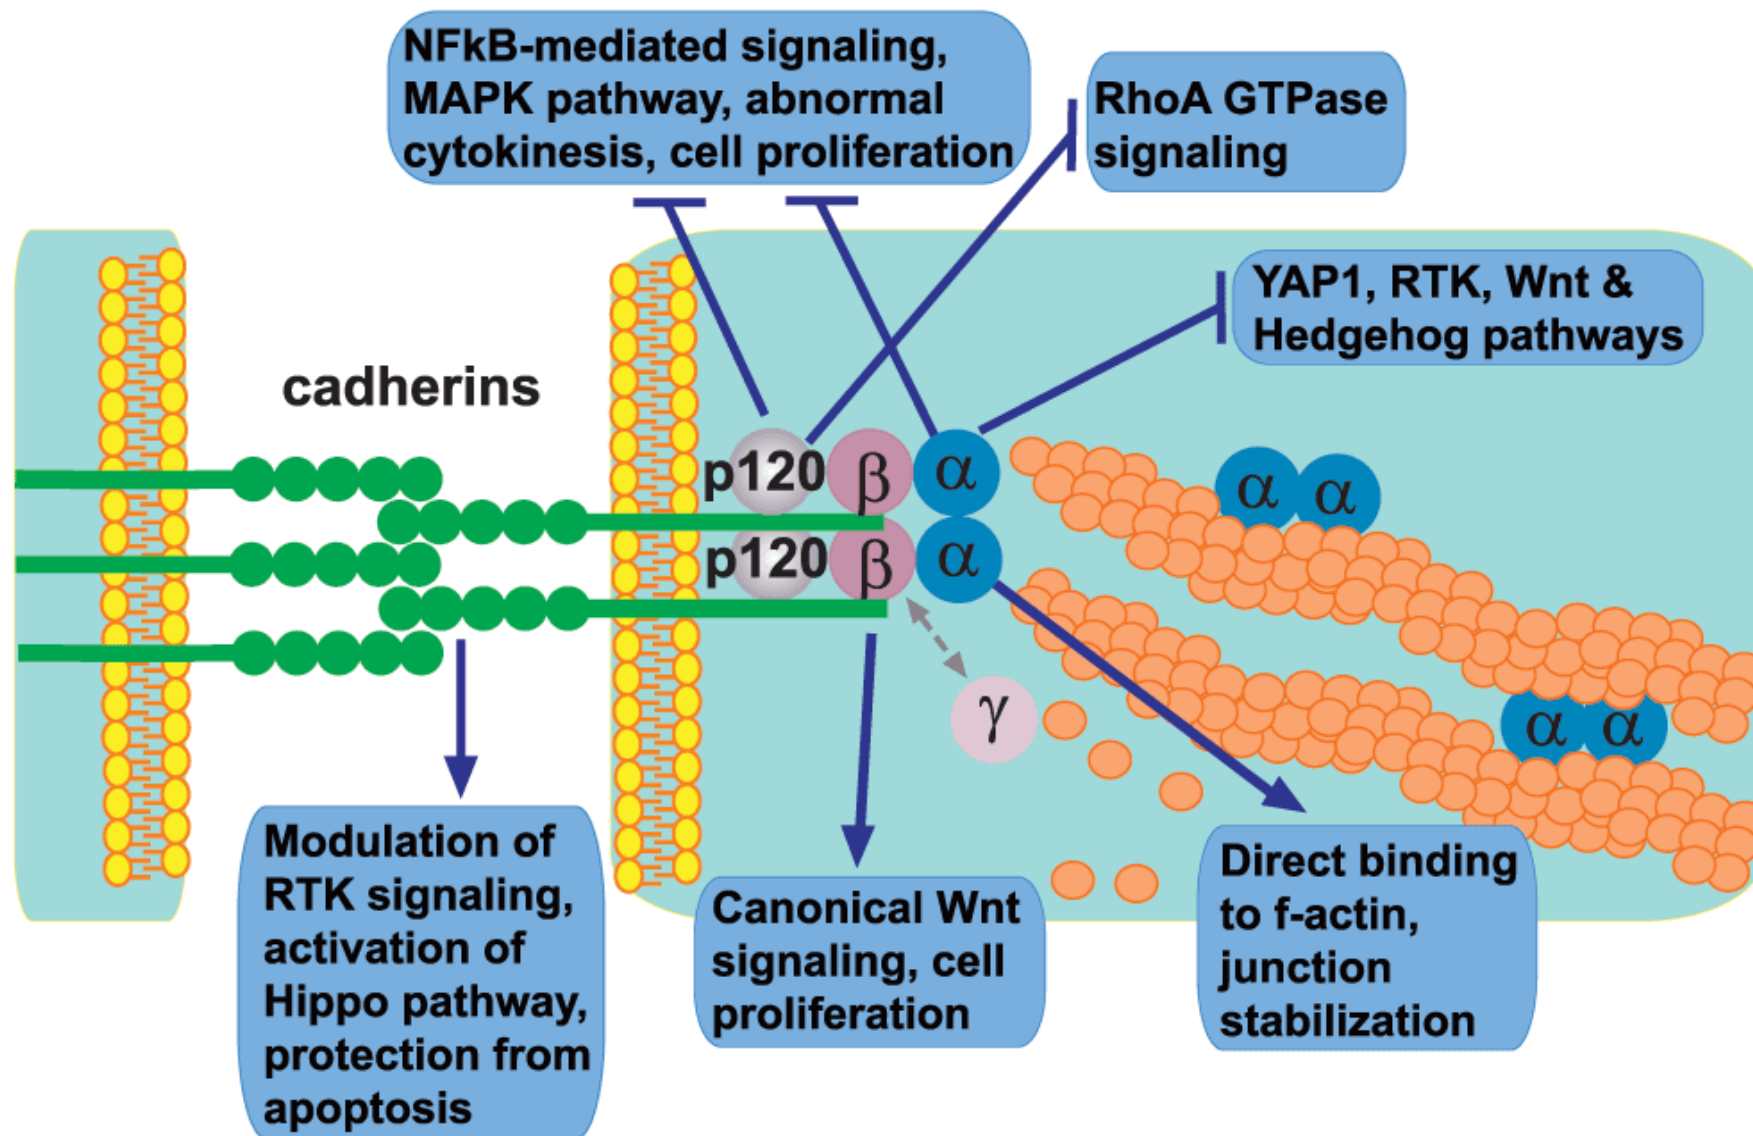 NFkB-mediated signaling,
MAPK pathway, abnormal
cytokinesis, cell proliferation
RhoA GTPase
signaling
YAP1, RTK, Wnt &
Hedgehog pathways
cadherins
p120 β α
p120 β α
α α
γ
α α
Modulation of
RTK signaling,
activation of
Hippo pathway,
protection from
apoptosis
Canonical Wnt
signaling, cell
proliferation
Direct binding
to f-actin,
junction
stabilization